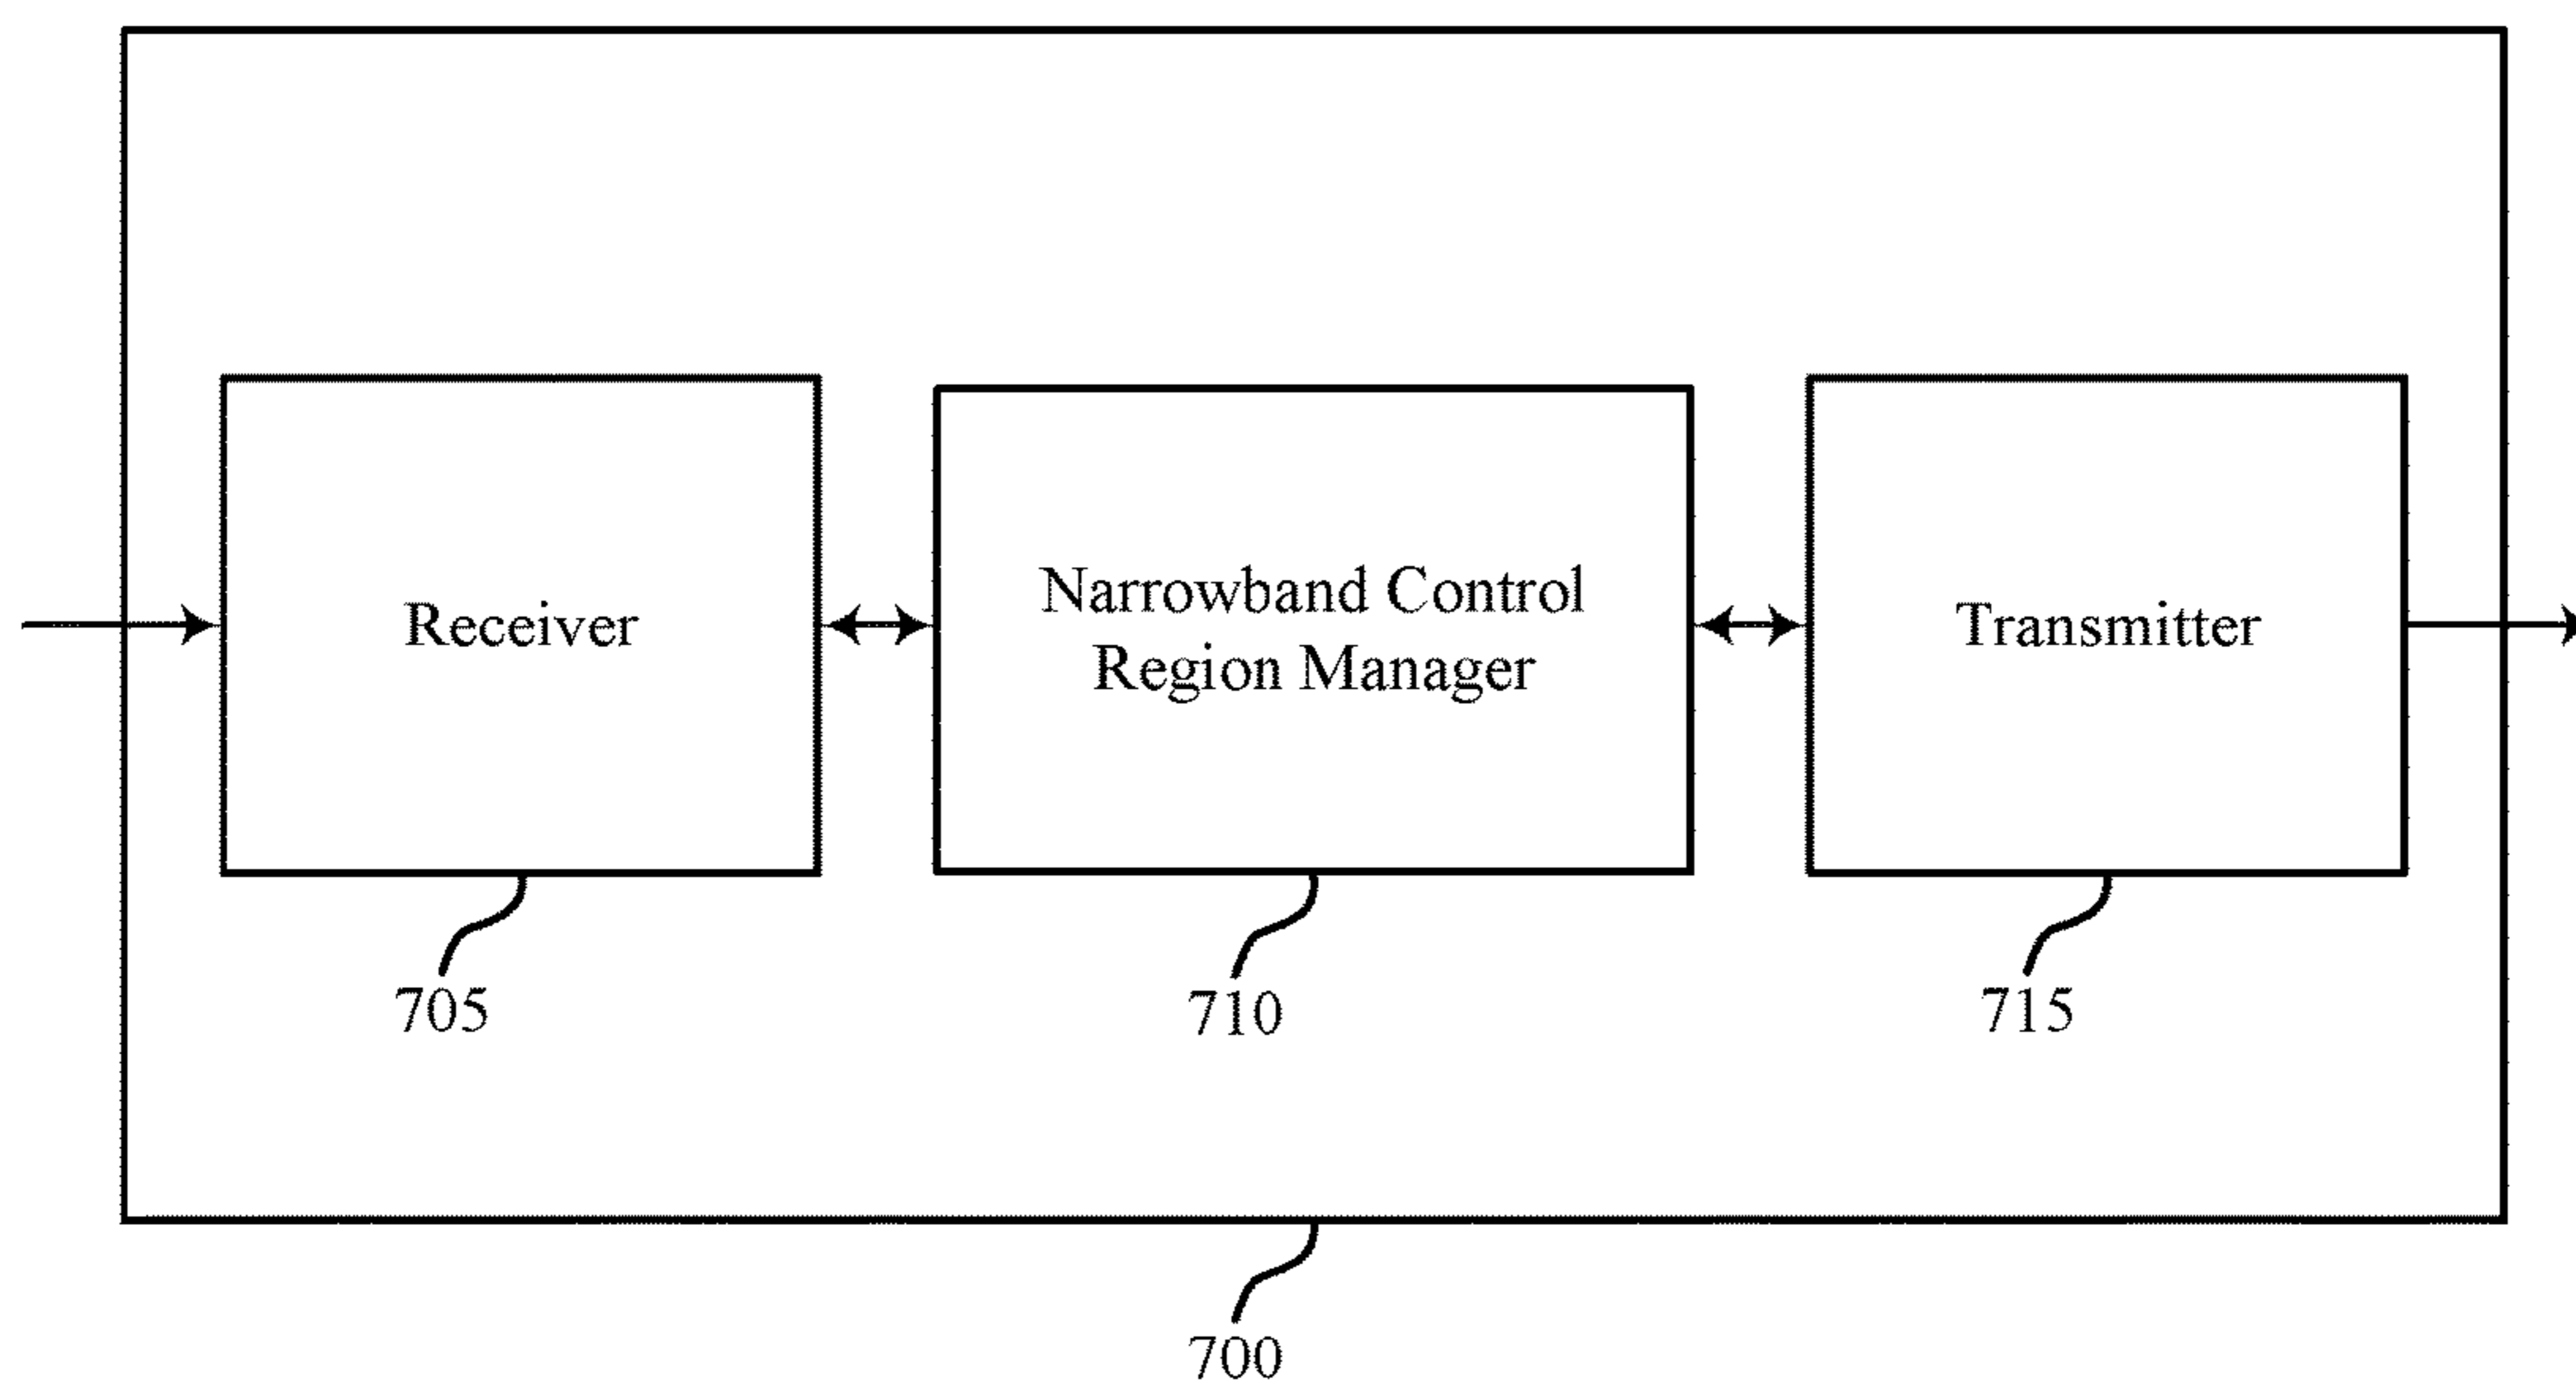 Receiver
Narrowband Control
Region Manager
Transmitter
705
710
715
700